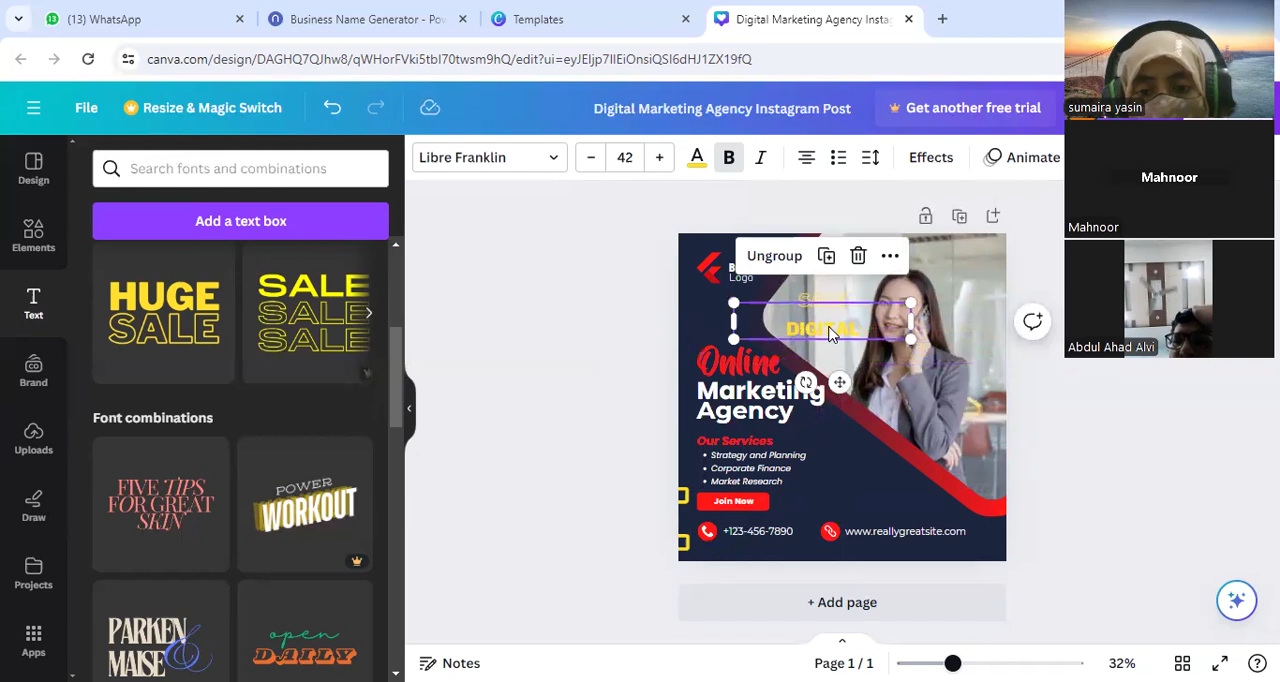 (13) WhatsApp
Business Name Generator - Pow
Templates
Digital Marketing Agency Insta
canva.com/design/DAGHQ7QJhw8/qWHorFVki5tbI70twsm9hQ/edit?ui=eyJEIjp7IlEiOnsiQSI6dHJ1ZX19fQ
File
Resize & Magic Switch
Digital Marketing Agency Instagram Post
Get another free trial
sumaira yasin
Mahnoor
Mahnoor
Abdul Ahad Alvi
Design
Elements
Text
Brand
Uploads
Draw
Projects
Apps
Search fonts and combinations
Add a text box
HUGE
SALE
SALE
SALE
SALE
Font combinations
FIVE TIPS
FOR GREAT
SKIN
POWER
WORKOUT
PARKEN
MAISE &
open
DAILY
Libre Franklin
42
A
B
I
Effects
Animate
Ungroup
Logo
DIGITAL
Online
Marketing
Agency
Our Services
Strategy and Planning
Corporate Finance
Market Research
Join Now
+123-456-7890
www.reallygreatsite.com
+ Add page
Notes
Page 1 / 1
32%